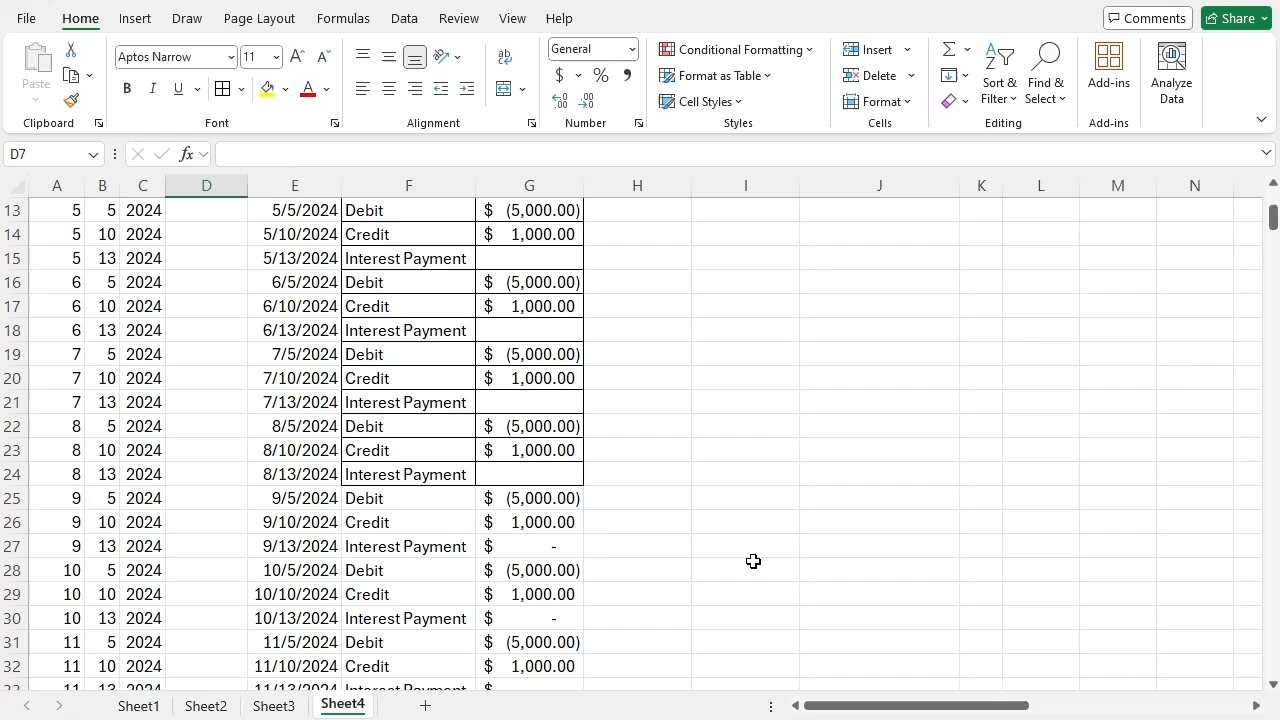 File Home Insert Draw Page Layout Formulas Data Review View Help Comments Share
Aptos Narrow 11 General Conditional Formatting Insert
Paste $ % Format as Table Delete Sort & Filter Find & Select Add-ins Analyze Data
B I U A Cell Styles Format
Clipboard Font Alignment Number Styles Cells Editing Add-ins
D7 fx
A B C D E F G H I J K L M N
13 5 5 2024 5/5/2024 Debit $ (5,000.00)
14 5 10 2024 5/10/2024 Credit $ 1,000.00
15 5 13 2024 5/13/2024 Interest Payment
16 6 5 2024 6/5/2024 Debit $ (5,000.00)
17 6 10 2024 6/10/2024 Credit $ 1,000.00
18 6 13 2024 6/13/2024 Interest Payment
19 7 5 2024 7/5/2024 Debit $ (5,000.00)
20 7 10 2024 7/10/2024 Credit $ 1,000.00
21 7 13 2024 7/13/2024 Interest Payment
22 8 5 2024 8/5/2024 Debit $ (5,000.00)
23 8 10 2024 8/10/2024 Credit $ 1,000.00
24 8 13 2024 8/13/2024 Interest Payment
25 9 5 2024 9/5/2024 Debit $ (5,000.00)
26 9 10 2024 9/10/2024 Credit $ 1,000.00
27 9 13 2024 9/13/2024 Interest Payment $ -
28 10 5 2024 10/5/2024 Debit $ (5,000.00)
29 10 10 2024 10/10/2024 Credit $ 1,000.00
30 10 13 2024 10/13/2024 Interest Payment $ -
31 11 5 2024 11/5/2024 Debit $ (5,000.00)
32 11 10 2024 11/10/2024 Credit $ 1,000.00
Sheet1 Sheet2 Sheet3 Sheet4